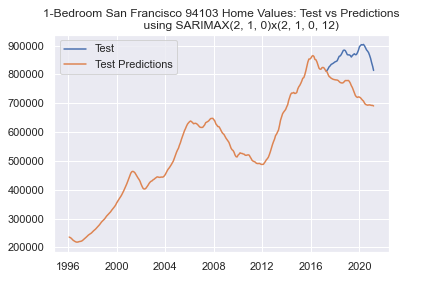 1-Bedroom San Francisco 94103 Home Values: Test vs Predictions
using SARIMAX(2, 1, 0)x(2, 1, 0, 12)
Test
Test Predictions
900000
800000
700000
600000
500000
400000
300000
200000
1996 2000 2004 2008 2012 2016 2020